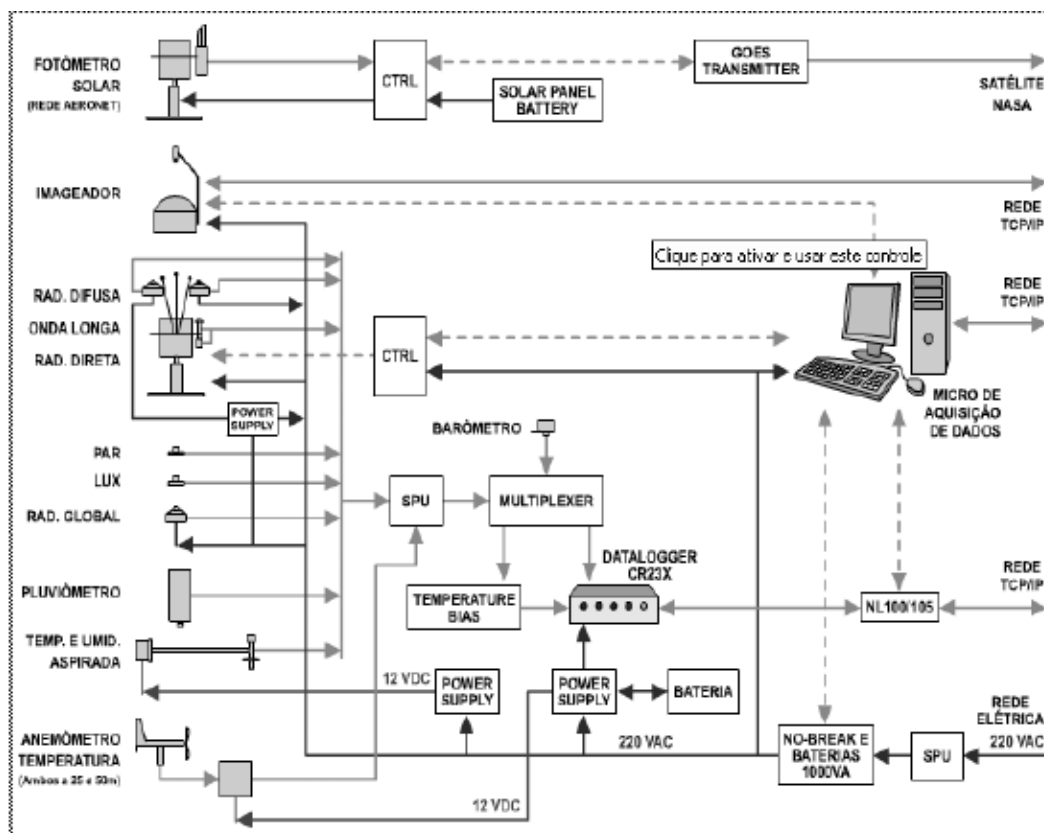 FOTÔMETRO
SOLAR
(REDE AERONET)
CTRL
GOES
TRANSMITTER
SOLAR PANEL
BATTERY
SATÉLITE
NASA
IMAGEADOR
REDE
TCP/IP
Clique para ativar e usar este controle
RAD. DIFUSA
ONDA LONGA
RAD. DIRETA
CTRL
REDE
TCP/IP
MICRO DE
AQUISIÇÃO
DE DADOS
POWER
SUPPLY
BARÔMETRO
PAR
LUX
RAD. GLOBAL
SPU
MULTIPLEXER
DATALOGGER
CR23X
PLUVIÔMETRO
TEMPERATURE
BIAS
NL100/105
REDE
TCP/IP
TEMP. E UMID.
ASPIRADA
12 VDC
POWER
SUPPLY
POWER
SUPPLY
BATERIA
REDE
ELÉTRICA
220 VAC
ANEMÔMETRO
TEMPERATURA
(Ambos a 25 e 50m)
220 VAC
NO-BREAK E
BATERIAS
1000VA
SPU
12 VDC